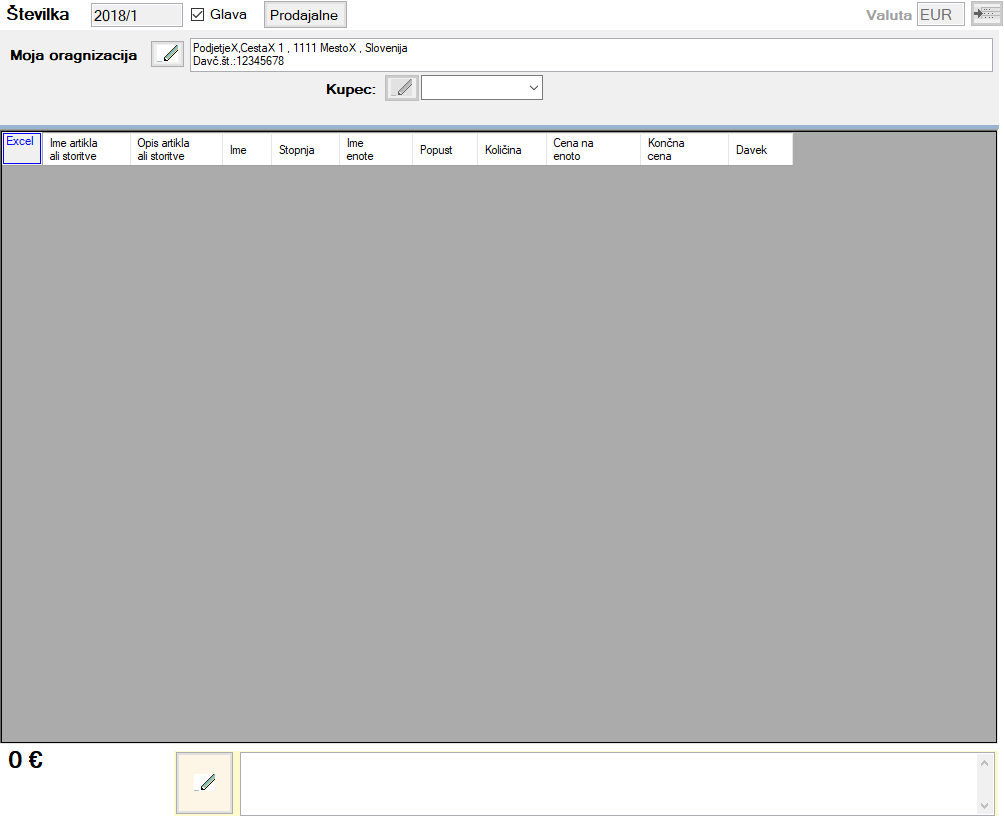 Številka 2018/1 Glava Prodajalne Valuta EUR
Moja oragnizacija PodjetjeX,CestaX 1 , 1111 MestoX , Slovenija
Davč.št.:12345678
Kupec:
Excel Ime artikla ali storitve Opis artikla ali storitve Ime Stopnja Ime enote Popust Količina Cena na enoto Končna cena Davek
0 €